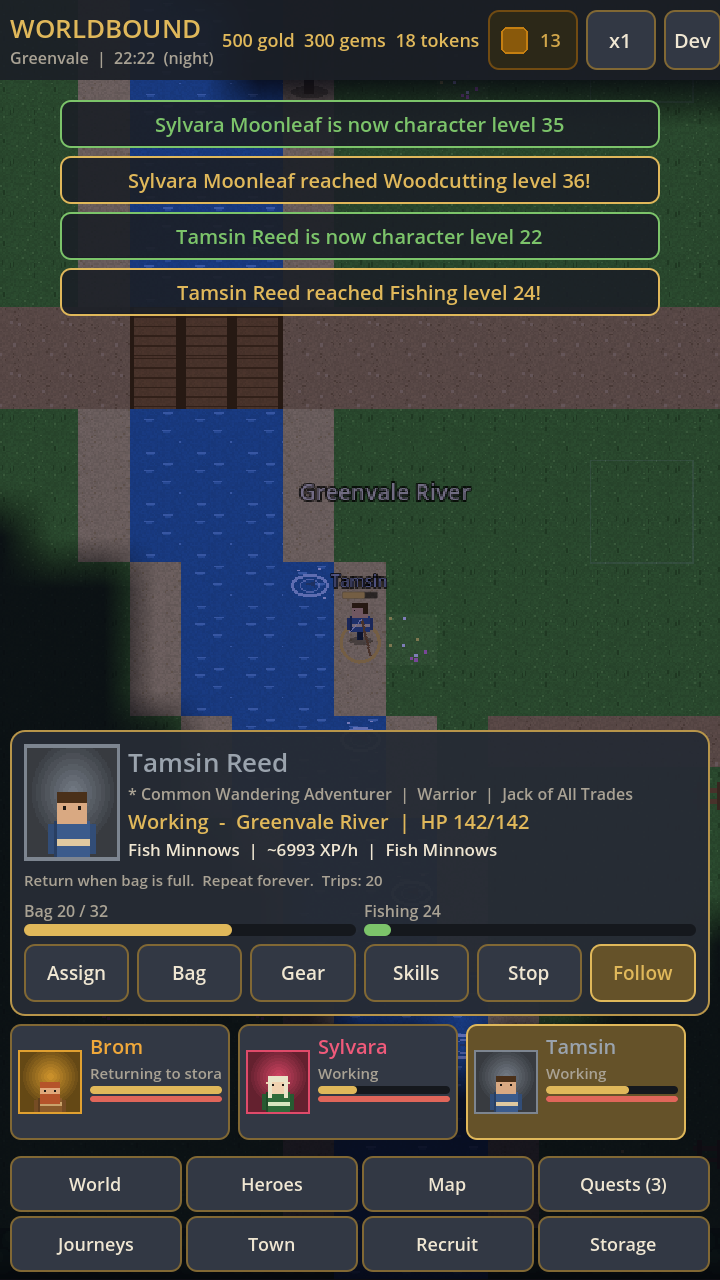 WORLDBOUND
Greenvale | 22:22 (night)
500 gold 300 gems 18 tokens
13
x1
Dev
Sylvara Moonleaf is now character level 35
Sylvara Moonleaf reached Woodcutting level 36!
Tamsin Reed is now character level 22
Tamsin Reed reached Fishing level 24!
Greenvale River
Tamsin
Tamsin Reed
* Common Wandering Adventurer | Warrior | Jack of All Trades
Working - Greenvale River | HP 142/142
Fish Minnows | ~6993 XP/h | Fish Minnows
Return when bag is full. Repeat forever. Trips: 20
Bag 20 / 32
Fishing 24
Assign
Bag
Gear
Skills
Stop
Follow
Brom
Returning to stora
Sylvara
Working
Tamsin
Working
World
Heroes
Map
Quests (3)
Journeys
Town
Recruit
Storage